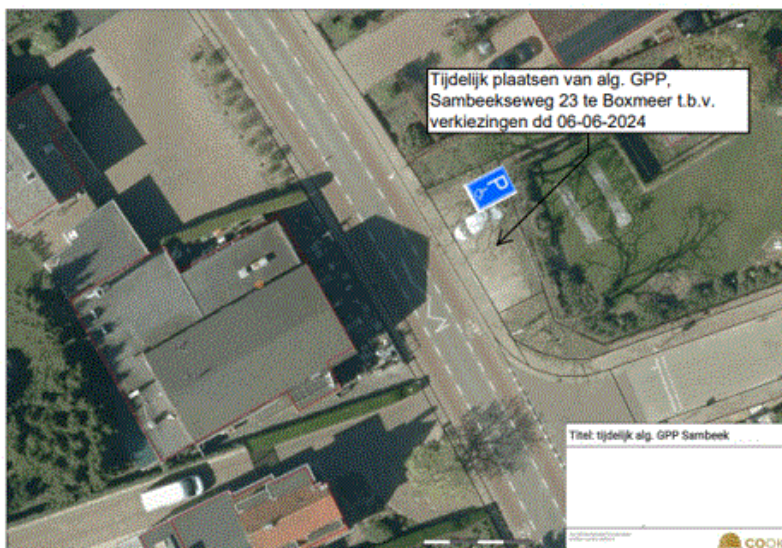 Tijdelijk plaatsen van alg. GPP,
Sambeekseweg 23 te Boxmeer t.b.v.
verkiezingen dd 06-06-2024
P
Titel: tijdelijk alg. GPP Sambeek